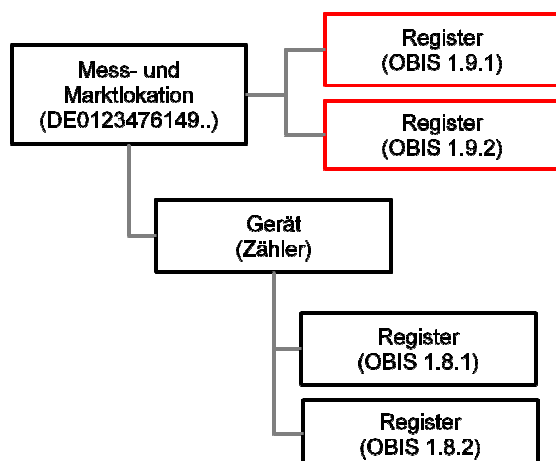 Register
(OBIS 1.9.1)
Mess- und
Marktlokation
(DE0123476149..)
Register
(OBIS 1.9.2)
Gerät
(Zähler)
Register
(OBIS 1.8.1)
Register
(OBIS 1.8.2)